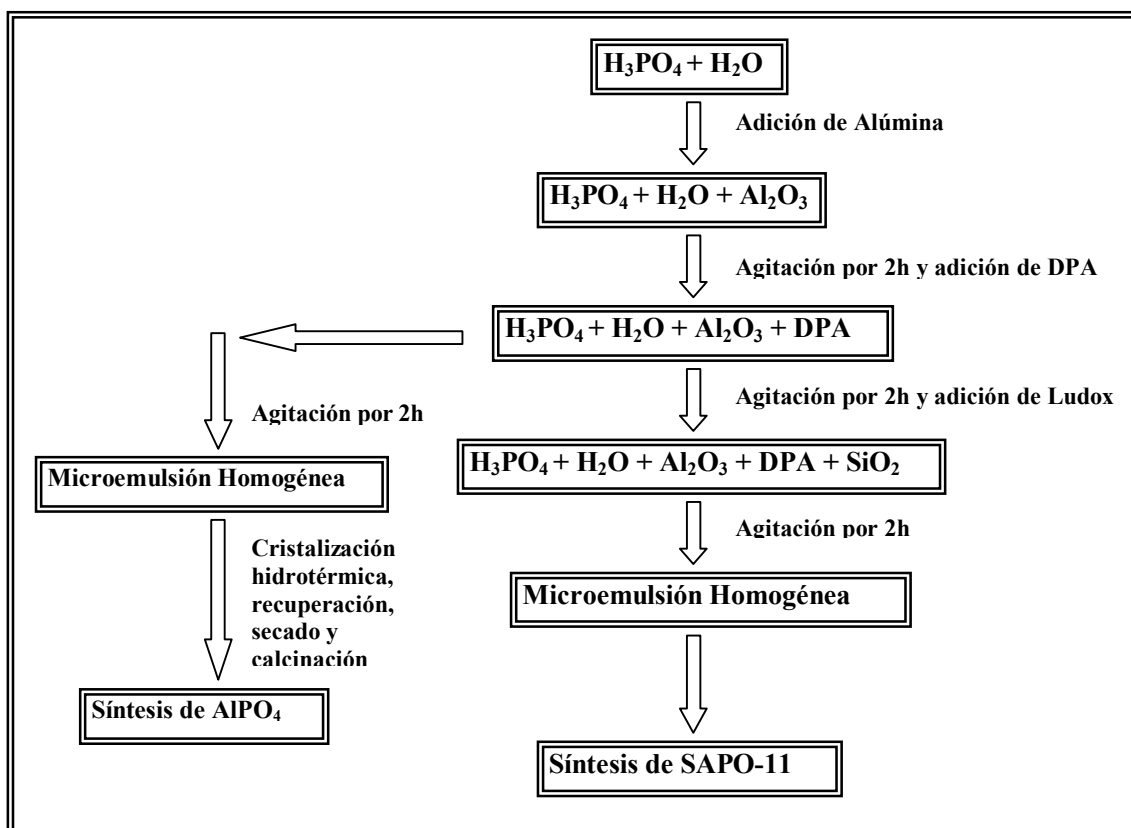 H₃PO₄ + H₂O
Adición de Alúmina
H₃PO₄ + H₂O + Al₂O₃
Agitación por 2h y adición de DPA
H₃PO₄ + H₂O + Al₂O₃ + DPA
Agitación por 2h y adición de Ludox
H₃PO₄ + H₂O + Al₂O₃ + DPA + SiO₂
Agitación por 2h
Microemulsión Homogénea
Síntesis de SAPO-11
Agitación por 2h
Microemulsión Homogénea
Cristalización
hidrotérmica,
recuperación,
secado y
calcinación
Síntesis de AlPO₄